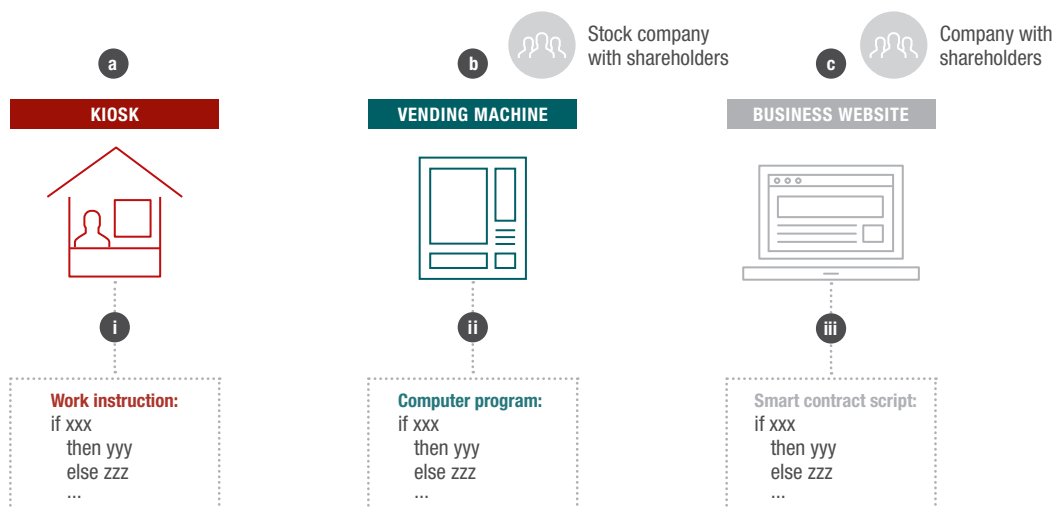 a
KIOSK
i
Work instruction:
if xxx
then yyy
else zzz
...
b
Stock company
with shareholders
VENDING MACHINE
ii
Computer program:
if xxx
then yyy
else zzz
...
c
Company with
shareholders
BUSINESS WEBSITE
iii
Smart contract script:
if xxx
then yyy
else zzz
...